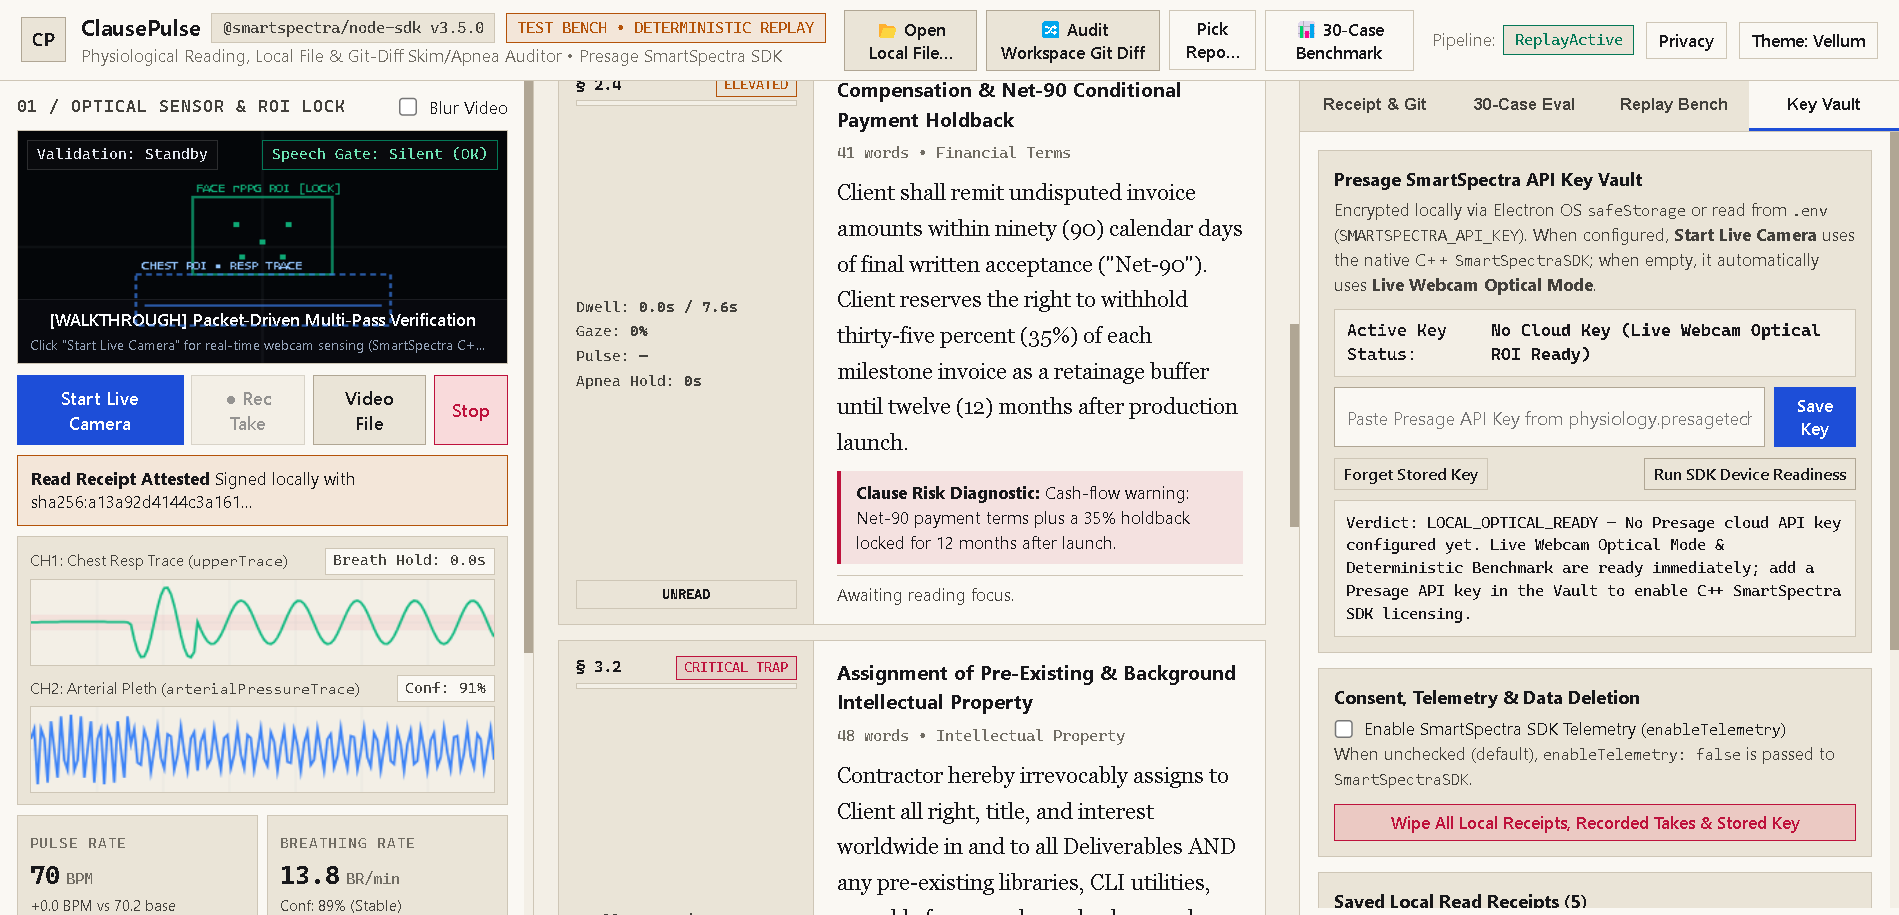 CP
ClausePulse
@smartspectra/node-sdk v3.5.0
TEST BENCH • DETERMINISTIC REPLAY
Physiological Reading, Local File & Git-Diff Skim/Apnea Auditor • Presage SmartSpectra SDK
📂 Open
Local File...
🔀 Audit
Workspace Git Diff
Pick
Repo...
📊 30-Case
Benchmark
Pipeline:
ReplayActive
Privacy
Theme: Vellum
01 / OPTICAL SENSOR & ROI LOCK
Blur Video
Validation: Standby
Speech Gate: Silent (OK)
FACE rPPG ROI [LOCK]
CHEST ROI • RESP TRACE
[WALKTHROUGH] Packet-Driven Multi-Pass Verification
Click "Start Live Camera" for real-time webcam sensing (SmartSpectra C+...
Start Live
Camera
● Rec
Take
Video
File
Stop
Read Receipt Attested Signed locally with
sha256:a13a92d4144c3a161...
CH1: Chest Resp Trace (upperTrace)
Breath Hold: 0.0s
CH2: Arterial Pleth (arterialPressureTrace)
Conf: 91%
PULSE RATE
70 BPM
+0.0 BPM vs 70.2 base
BREATHING RATE
13.8 BR/min
Conf: 89% (Stable)
§ 2.4
ELEVATED
Dwell: 0.0s / 7.6s
Gaze: 0%
Pulse: —
Apnea Hold: 0s
UNREAD
Compensation & Net-90 Conditional
Payment Holdback
41 words • Financial Terms
Client shall remit undisputed invoice
amounts within ninety (90) calendar days
of final written acceptance ("Net-90").
Client reserves the right to withhold
thirty-five percent (35%) of each
milestone invoice as a retainage buffer
until twelve (12) months after production
launch.
Clause Risk Diagnostic: Cash-flow warning:
Net-90 payment terms plus a 35% holdback
locked for 12 months after launch.
Awaiting reading focus.
§ 3.2
CRITICAL TRAP
Assignment of Pre-Existing & Background
Intellectual Property
48 words • Intellectual Property
Contractor hereby irrevocably assigns to
Client all right, title, and interest
worldwide in and to all Deliverables AND
any pre-existing libraries, CLI utilities,
Receipt & Git
30-Case Eval
Replay Bench
Key Vault
Presage SmartSpectra API Key Vault
Encrypted locally via Electron OS safeStorage or read from .env
(SMARTSPECTRA_API_KEY). When configured, Start Live Camera uses
the native C++ SmartSpectraSDK; when empty, it automatically
uses Live Webcam Optical Mode.
Active Key
Status:
No Cloud Key (Live Webcam Optical
ROI Ready)
Paste Presage API Key from physiology.presagetech
Save
Key
Forget Stored Key
Run SDK Device Readiness
Verdict: LOCAL_OPTICAL_READY — No Presage cloud API key
configured yet. Live Webcam Optical Mode &
Deterministic Benchmark are ready immediately; add a
Presage API key in the Vault to enable C++ SmartSpectra
SDK licensing.
Consent, Telemetry & Data Deletion
Enable SmartSpectra SDK Telemetry (enableTelemetry)
When unchecked (default), enableTelemetry: false is passed to
SmartSpectraSDK.
Wipe All Local Receipts, Recorded Takes & Stored Key
Saved Local Read Receipts (5)